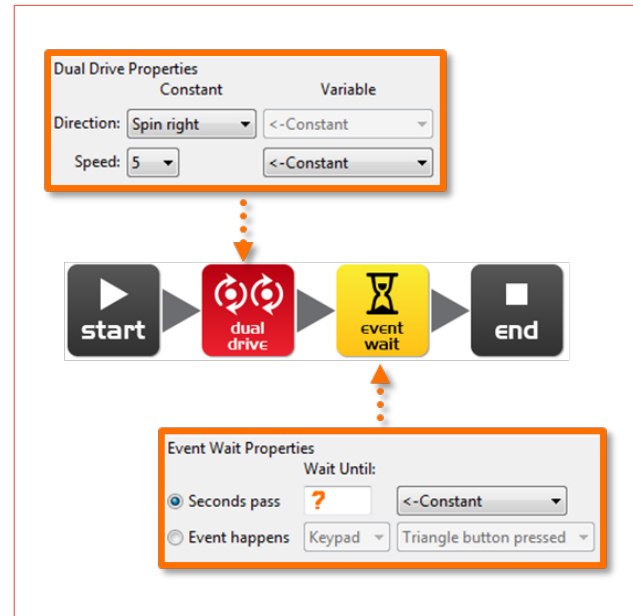 Dual Drive Properties
Constant Variable
Direction: Spin right <-Constant
Speed: 5 <-Constant
start
dual
drive
event
wait
end
Event Wait Properties
Wait Until:
Seconds pass ? <-Constant
Event happens Keypad Triangle button pressed